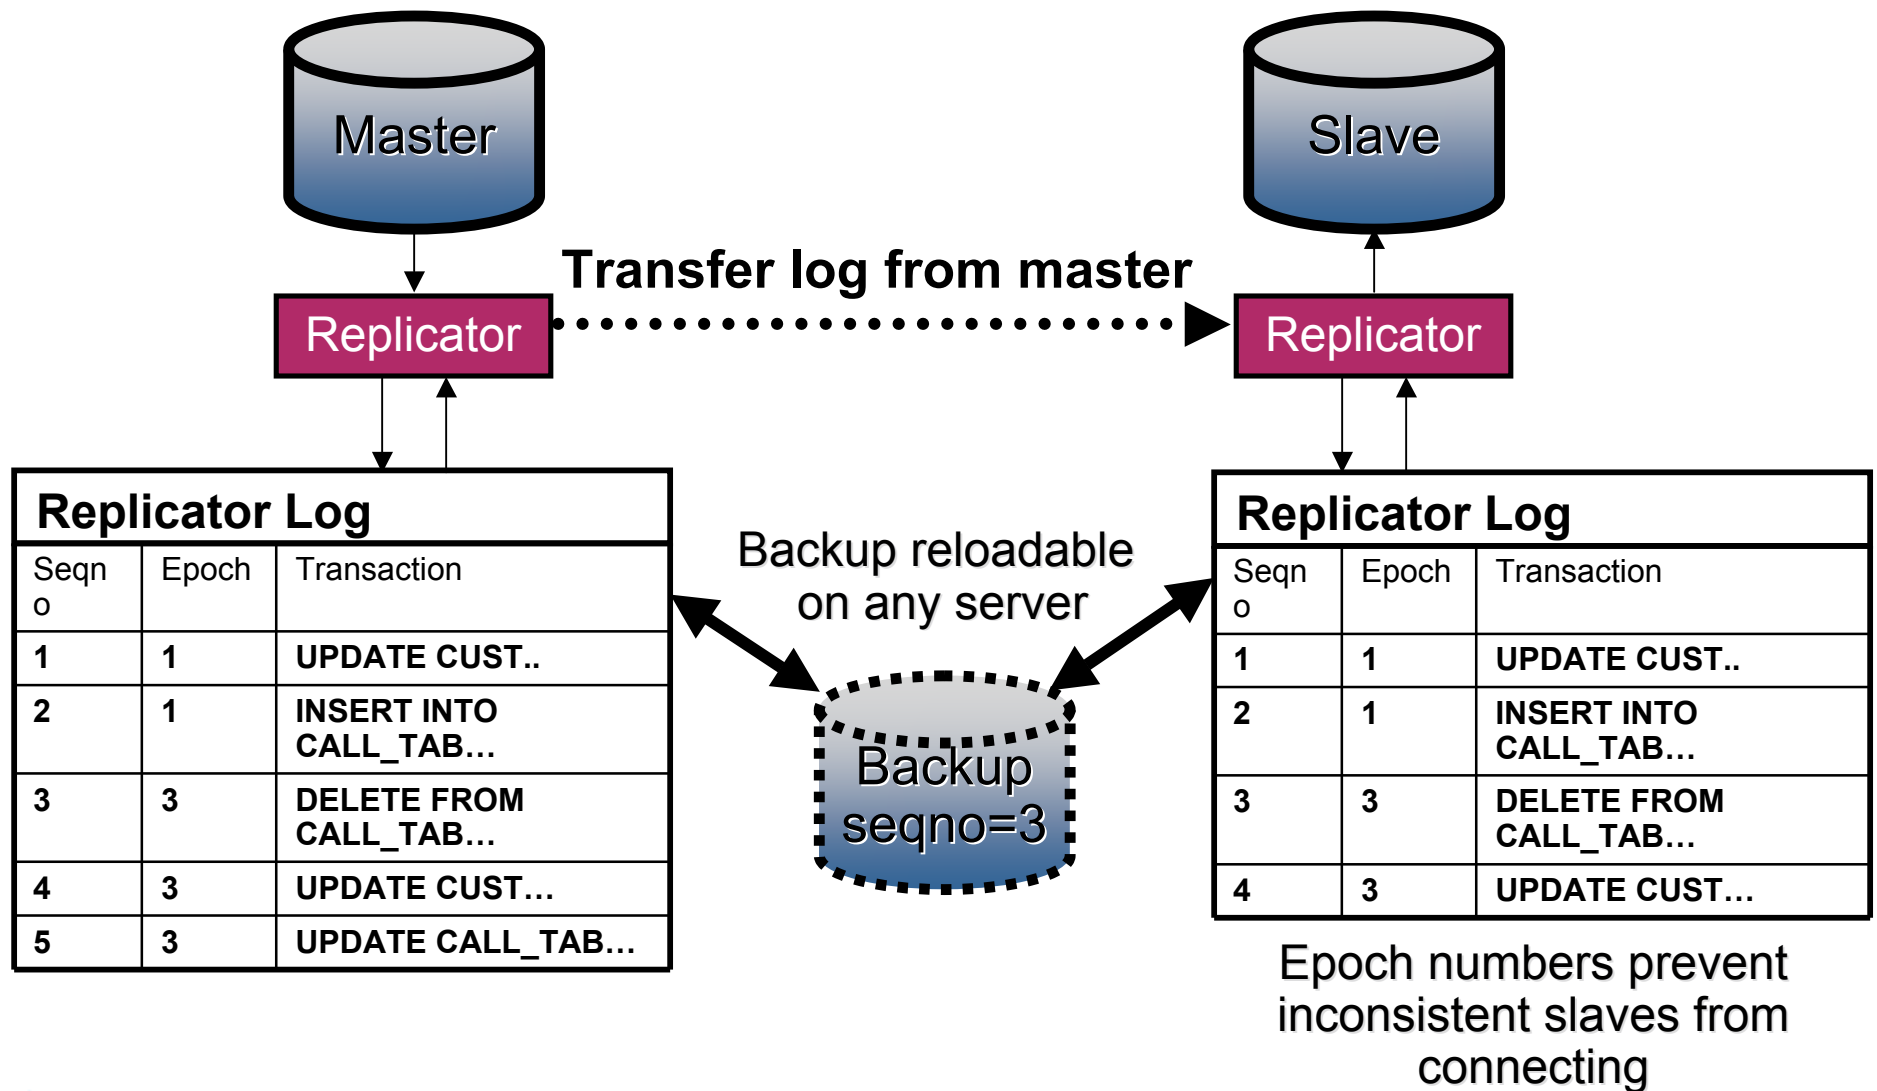 Master
Slave
Transfer log from master
Replicator
Replicator
Replicator Log
Seqn
o
Epoch
Transaction
1
1
UPDATE CUST..
2
1
INSERT INTO
CALL_TAB…
3
3
DELETE FROM
CALL_TAB…
4
3
UPDATE CUST…
5
3
UPDATE CALL_TAB…
Backup reloadable
on any server
Backup
seqno=3
Replicator Log
Seqn
o
Epoch
Transaction
1
1
UPDATE CUST..
2
1
INSERT INTO
CALL_TAB…
3
3
DELETE FROM
CALL_TAB…
4
3
UPDATE CUST…
Epoch numbers prevent
inconsistent slaves from
connecting